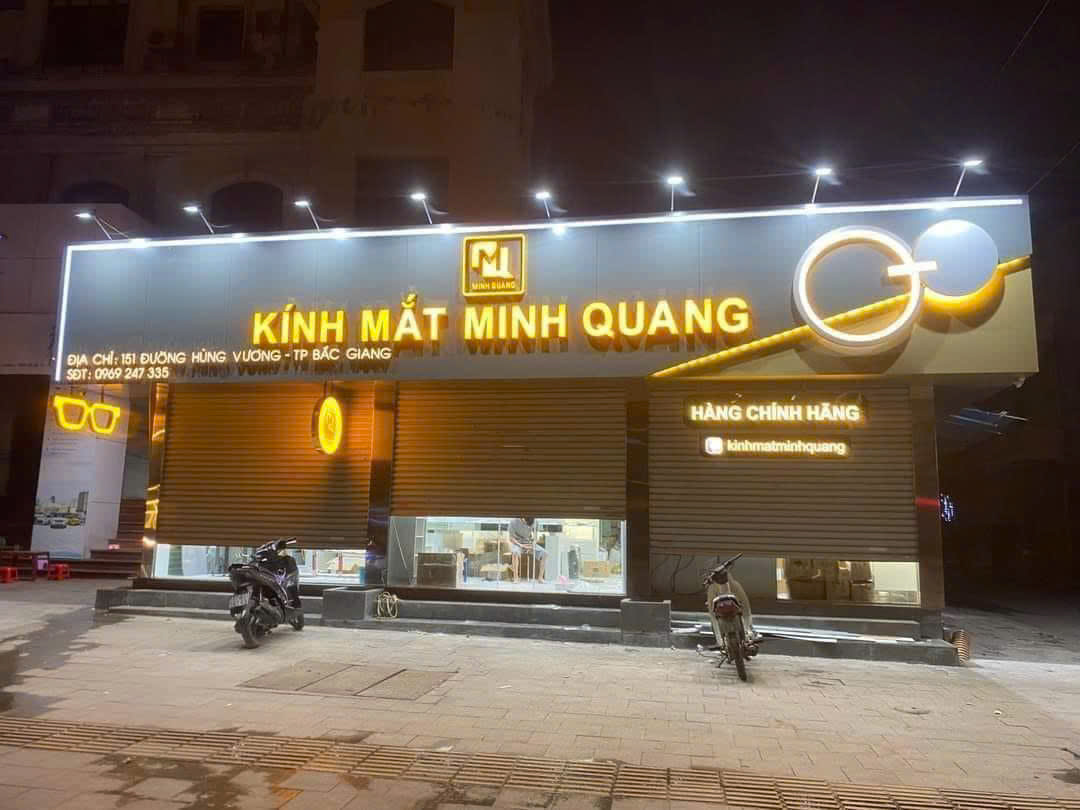 MINH QUANG
KÍNH MẮT MINH QUANG
ĐỊA CHỈ: 151 ĐƯỜNG HÙNG VƯƠNG - TP BẮC GIANG
SĐT: 0969 247 335
HÀNG CHÍNH HÃNG
kinhmatminhquang